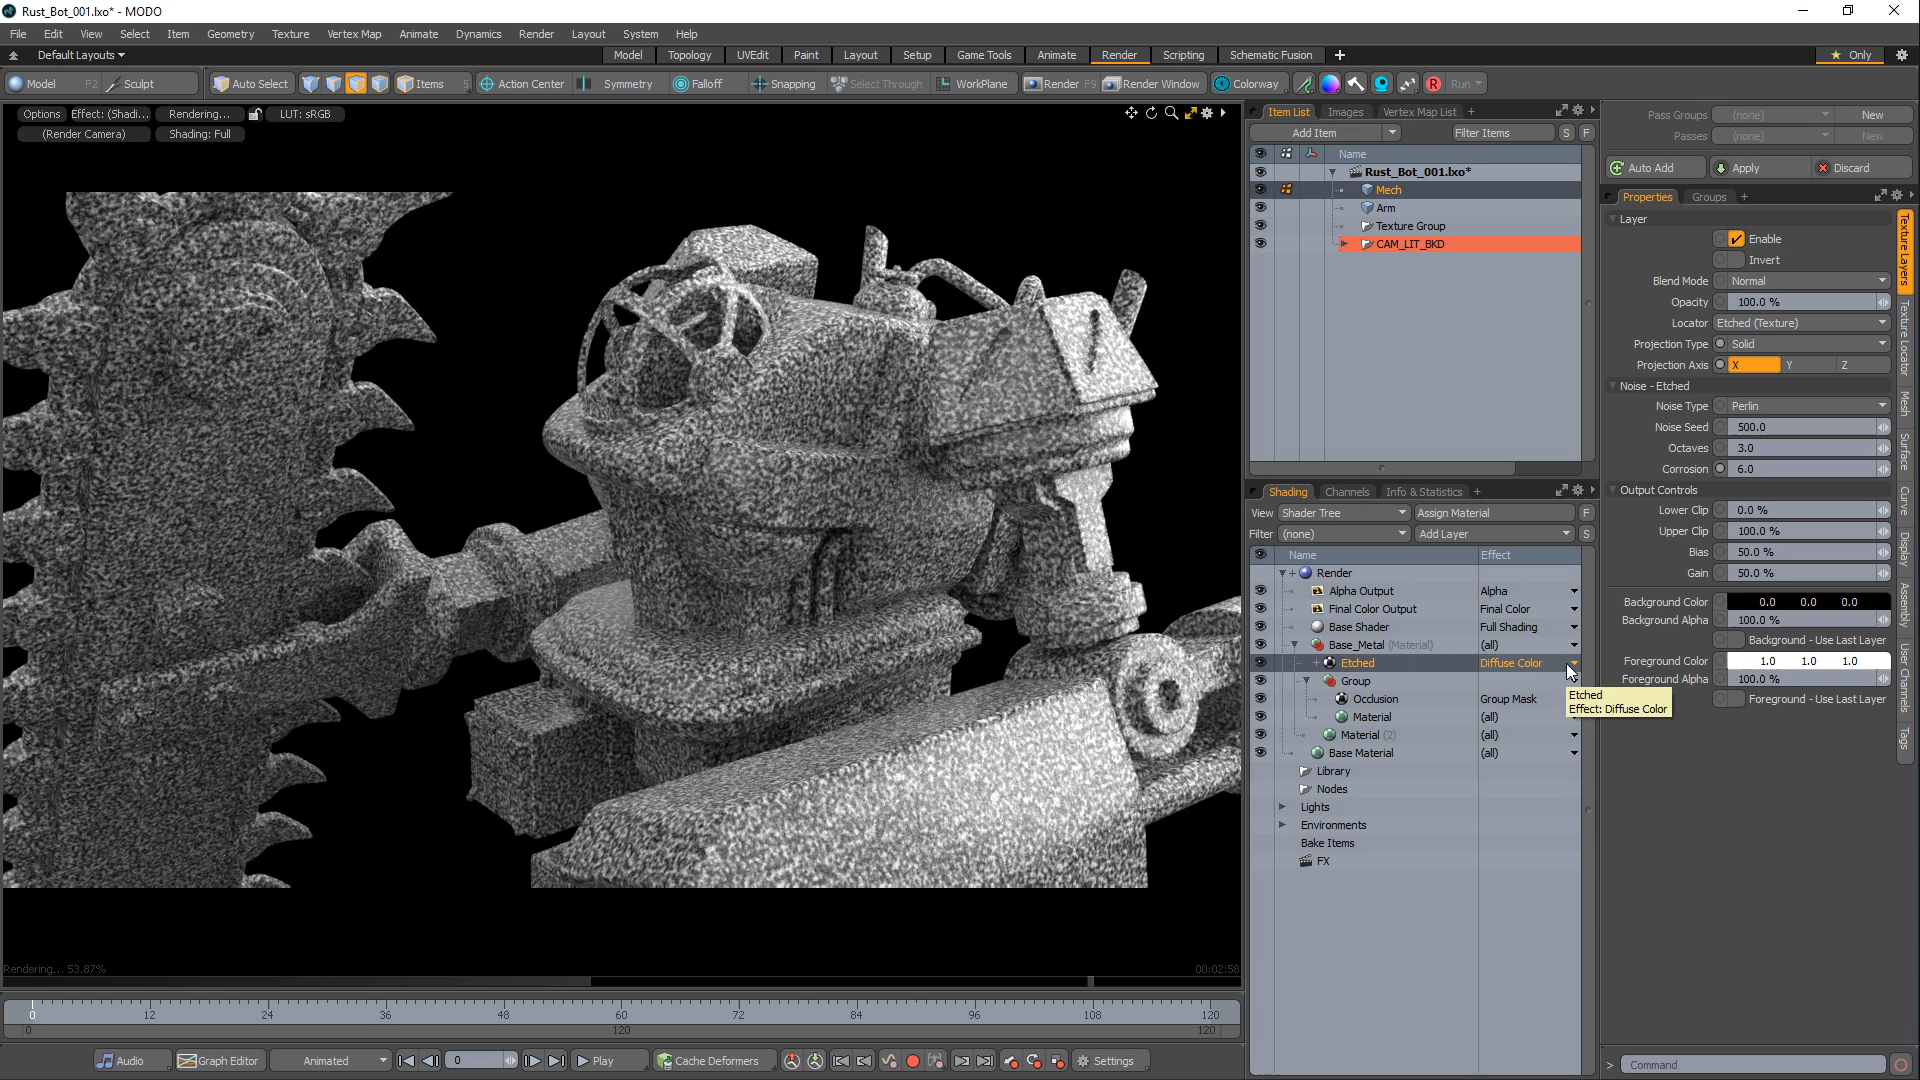 Rust_Bot_001.lxo* - MODO
File Edit View Select Item Geometry Texture Vertex Map Animate Dynamics Render Layout System Help
Default Layouts Model Topology UVEdit Paint Layout Setup Game Tools Animate Render Scripting Schematic Fusion + Only
Model F2 Sculpt Auto Select Items 5 Action Center Symmetry Falloff Snapping Select Through WorkPlane Render F9 Render Window Colorway Run
Options Effect: (Shadi... Rendering... LUT: sRGB
(Render Camera) Shading: Full
Item List Images Vertex Map List +
Add Item Filter Items S F
Name
Rust_Bot_001.lxo*
Mech
Arm
Texture Group
CAM_LIT_BKD
Shading Channels Info & Statistics +
View Shader Tree Assign Material F
Filter (none) Add Layer S
Name Effect
Render
Alpha Output Alpha
Final Color Output Final Color
Base Shader Full Shading
Base_Metal (Material) (all)
Etched Diffuse Color
Group
Occlusion Group Mask
Material (all)
Material (2) (all)
Base Material (all)
Library
Nodes
Lights
Environments
Bake Items
FX
Etched
Effect: Diffuse Color
Pass Groups (none) New
Passes (none) New
Auto Add Apply Discard
Properties Groups +
Layer
Enable
Invert
Blend Mode Normal
Opacity 100.0 %
Locator Etched (Texture)
Projection Type Solid
Projection Axis X Y Z
Noise - Etched
Noise Type Perlin
Noise Seed 500.0
Octaves 3.0
Corrosion 6.0
Output Controls
Lower Clip 0.0 %
Upper Clip 100.0 %
Bias 50.0 %
Gain 50.0 %
Background Color 0.0 0.0 0.0
Background Alpha 100.0 %
Background - Use Last Layer
Foreground Color 1.0 1.0 1.0
Foreground Alpha 100.0 %
Foreground - Use Last Layer
Texture Layers
Texture Locator
Mesh
Surface
Curve
Display
Assembly
User Channels
Tags
Rendering... 53.87% 00:02:58
0 12 24 36 48 60 72 84 96 108 120
0 120 120
Audio Graph Editor Animated 0 Play Cache Deformers Settings
> Command